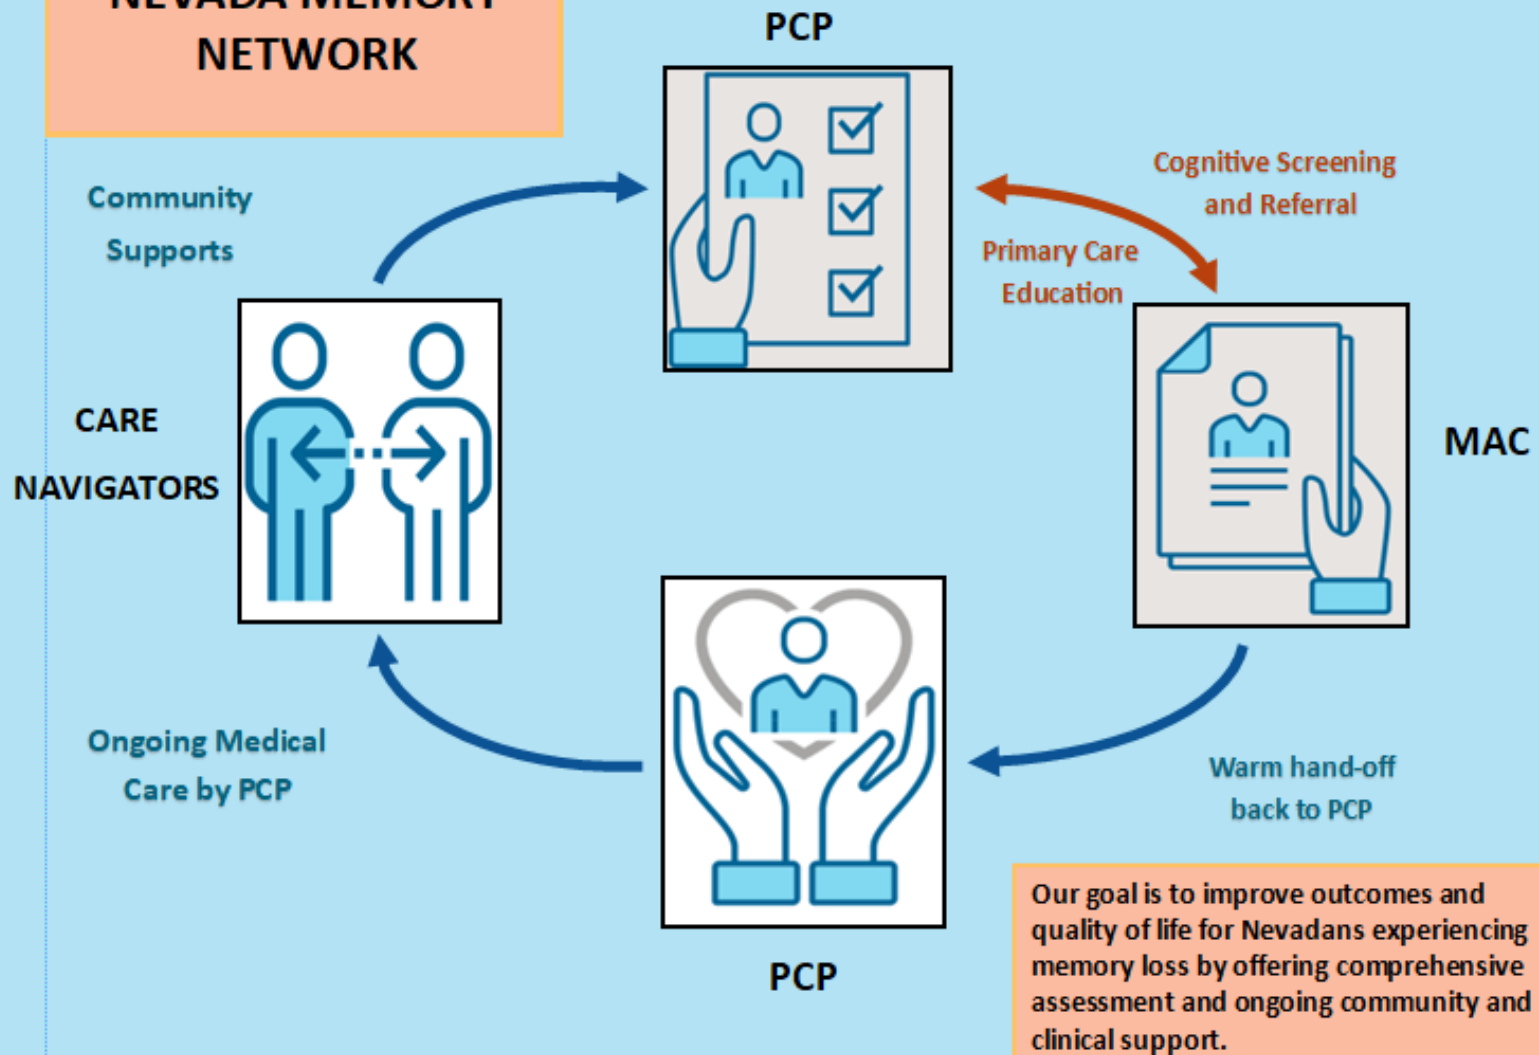 NEVADA MEMORY
NETWORK
PCP
Community
Supports
Cognitive Screening
and Referral
Primary Care
Education
CARE
NAVIGATORS
MAC
Ongoing Medical
Care by PCP
Warm hand-off
back to PCP
PCP
Our goal is to improve outcomes and
quality of life for Nevadans experiencing
memory loss by offering comprehensive
assessment and ongoing community and
clinical support.